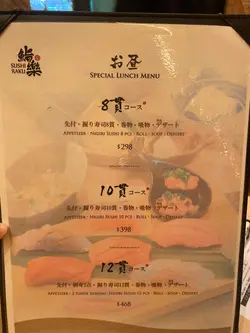 鮨樂
SUSHI
RAKU
お昼
SPECIAL LUNCH MENU
8貫コース
先付・握り寿司8貫・巻物・吸物・デザート
APPETIZER · NIGIRI SUSHI 8 PCS · ROLL · SOUP · DESSERT
$298
10貫コース
先付・握り寿司10貫・巻物・吸物・デザート
APPETIZER · NIGIRI SUSHI 10 PCS · ROLL · SOUP · DESSERT
$398
12貫コース
先付・刺身2点・握り寿司12貫・巻物・吸物・デザート
APPETIZER · 2 KINDS SASHIMI · NIGIRI SUSHI 12 PCS · ROLL · SOUP · DESSERT
$468